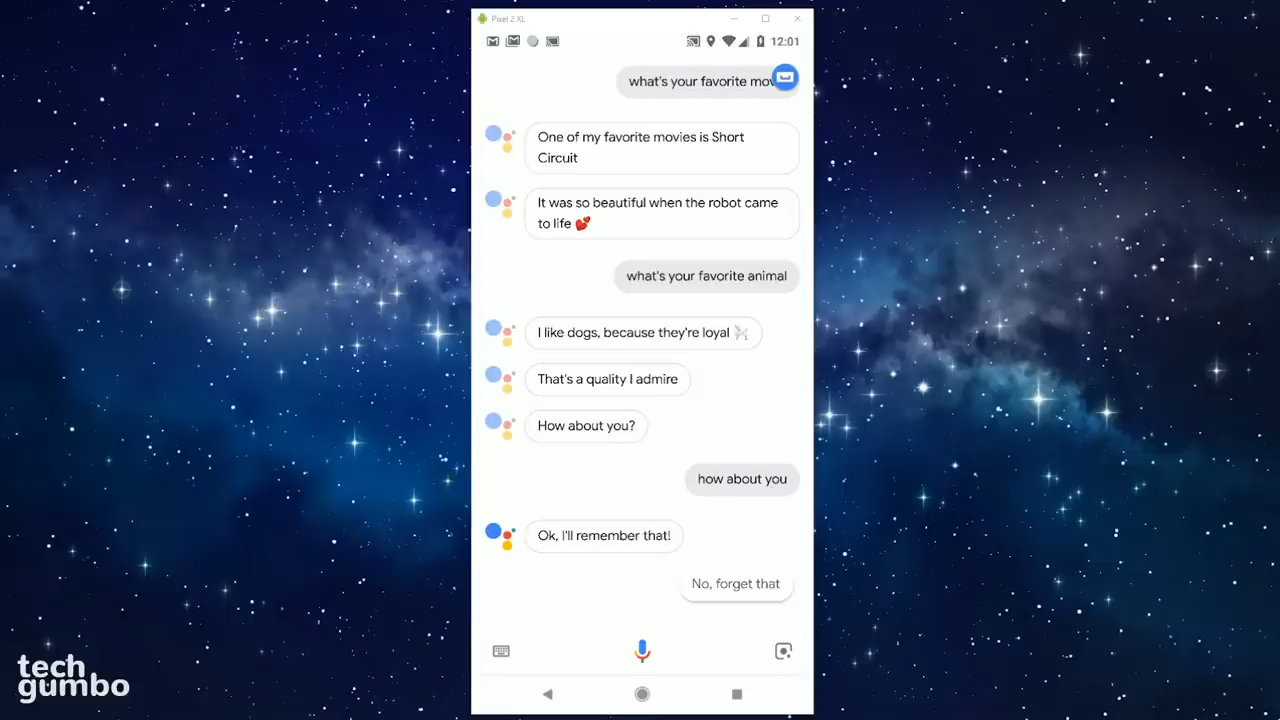 Pixel 2 XL
12:01
what's your favorite mov
One of my favorite movies is Short
Circuit
It was so beautiful when the robot came
to life 💕
what's your favorite animal
I like dogs, because they're loyal
That's a quality I admire
How about you?
how about you
Ok, I'll remember that!
No, forget that
tech
gumbo